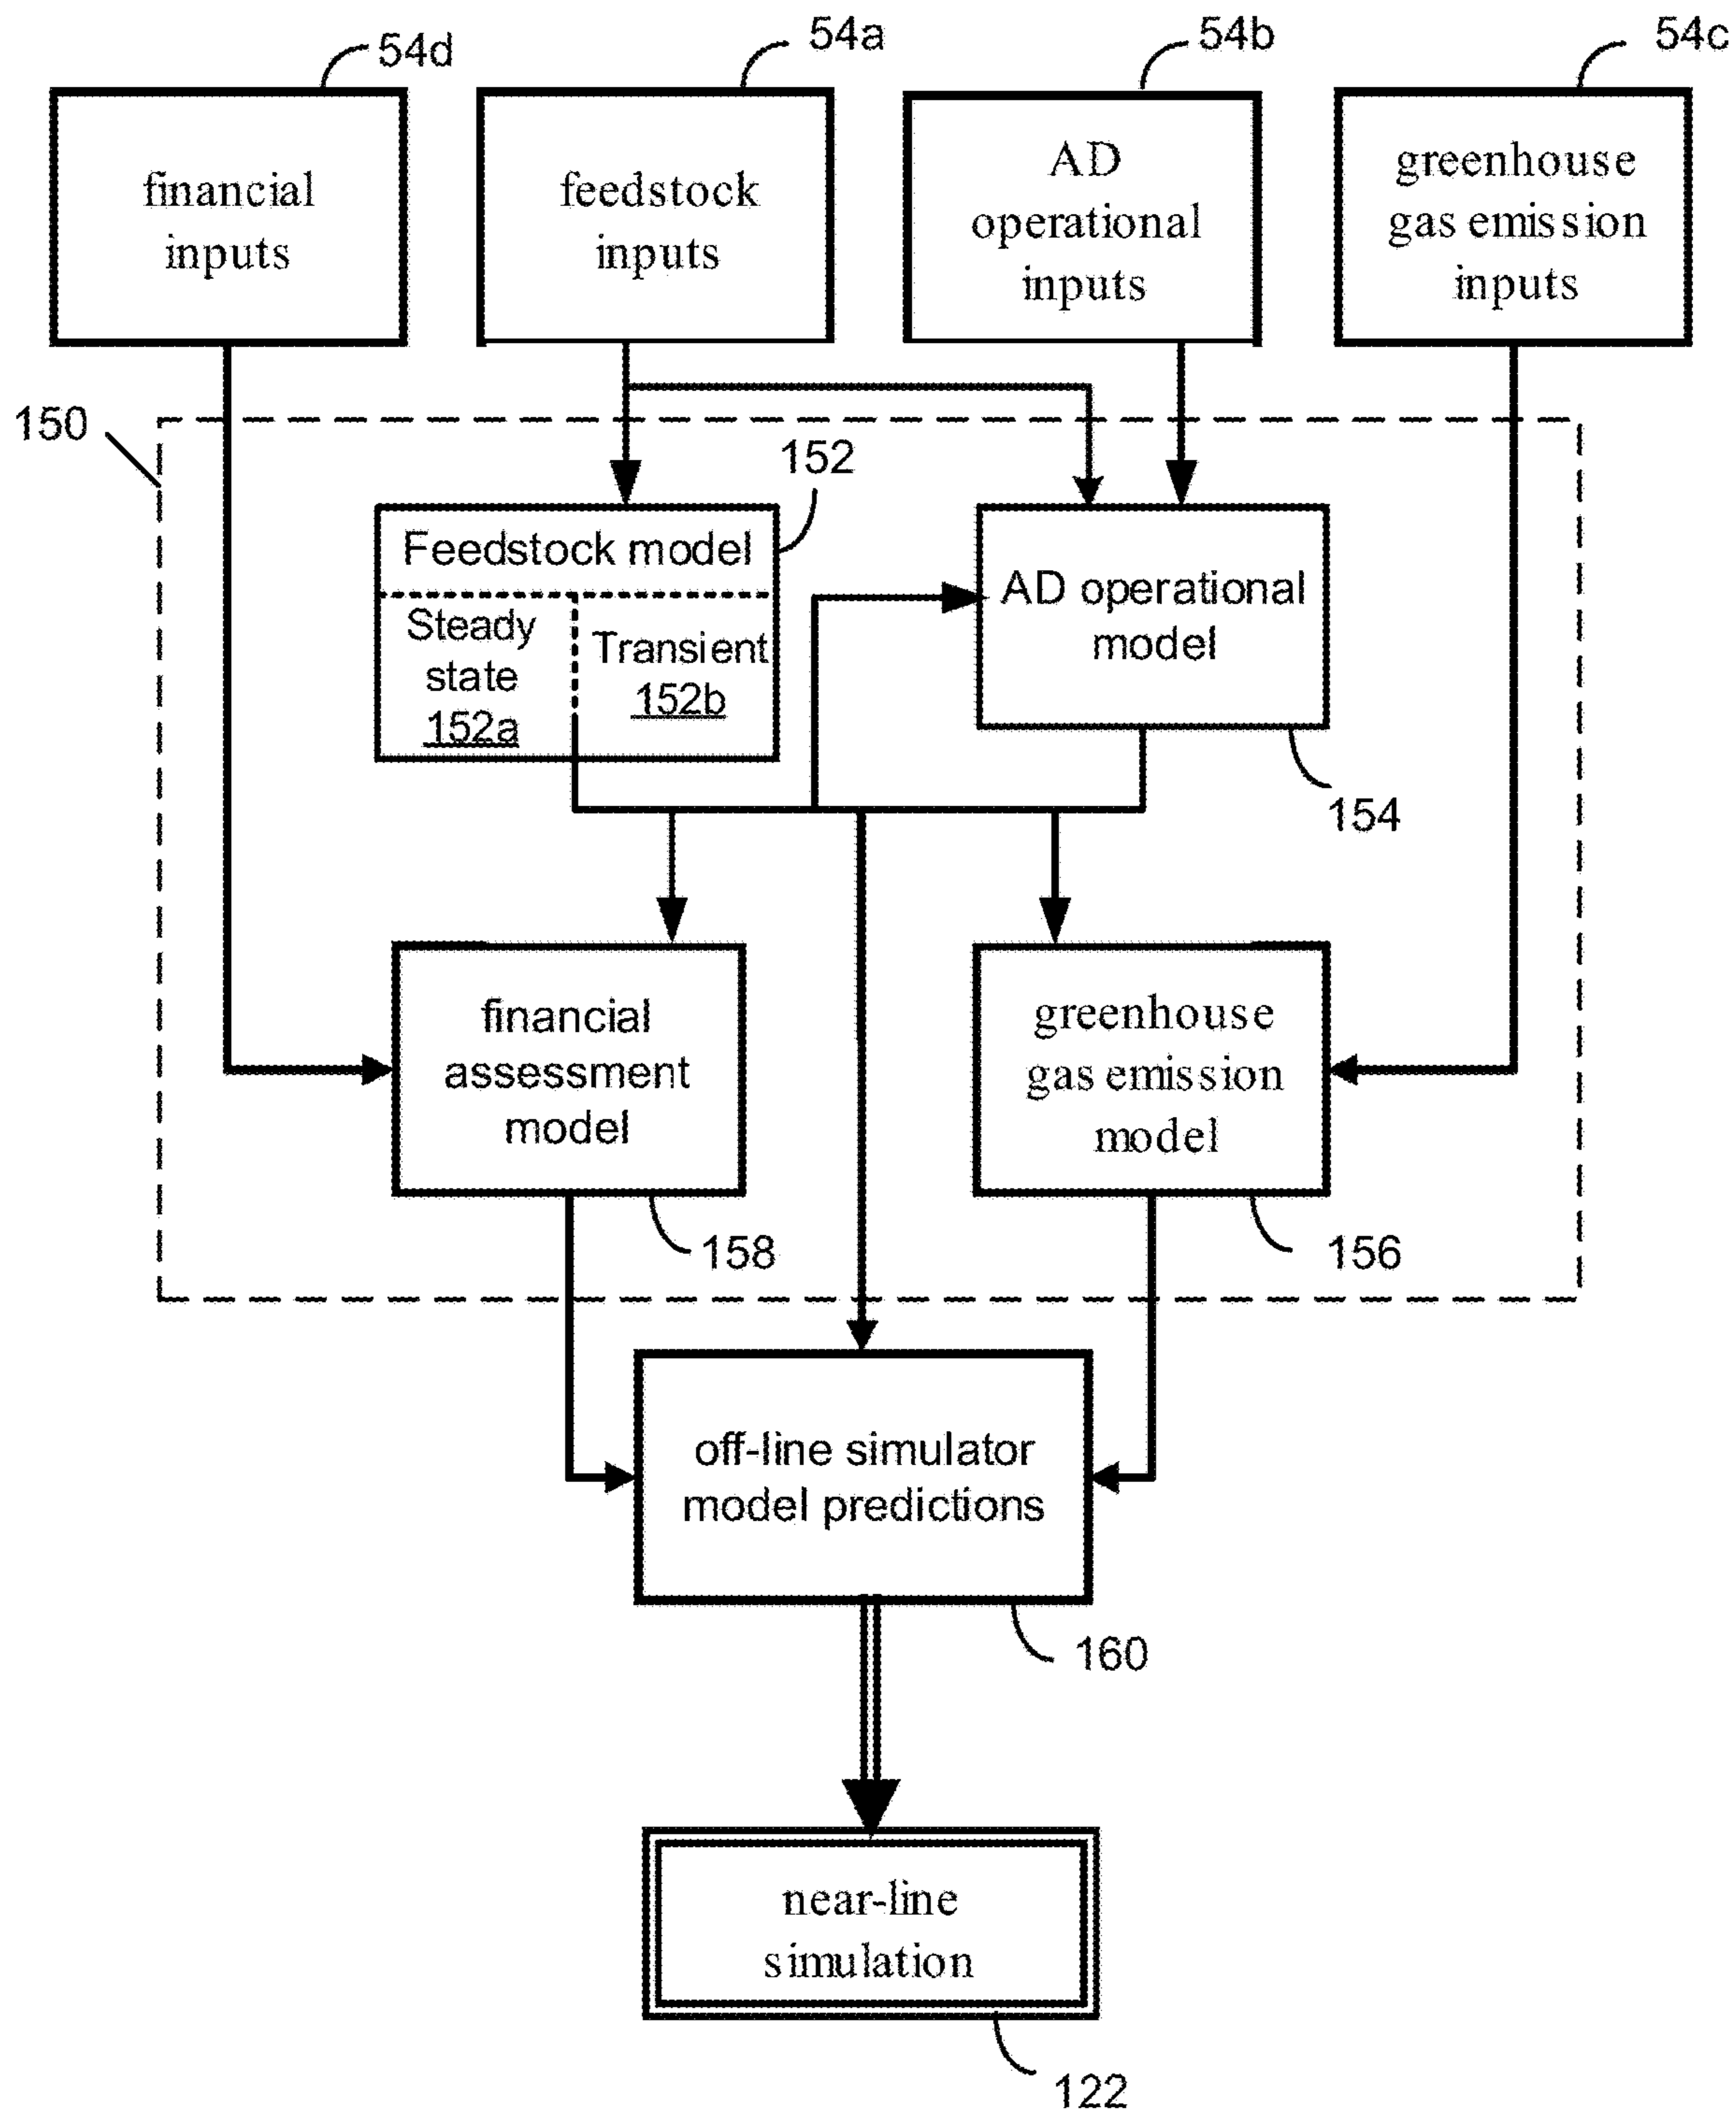 54d
54a
54b
54c
financial
inputs
feedstock
inputs
AD
operational
inputs
greenhouse
gas emission
inputs
150
152
Feedstock model
Steady
state
152a
Transient
152b
AD operational
model
154
financial
assessment
model
158
greenhouse
gas emission
model
156
off-line simulator
model predictions
160
near-line
simulation
122